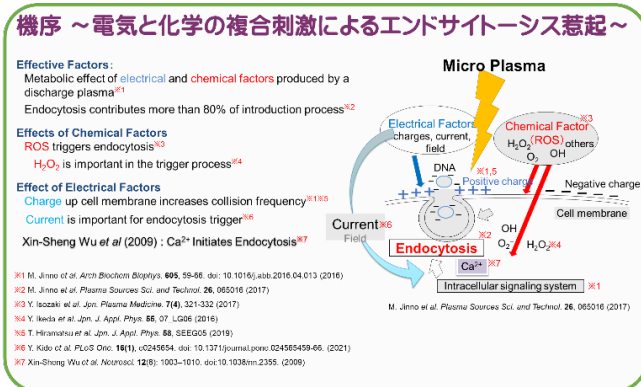 機序 ～電気と化学の複合刺激によるエンドサイトーシス惹起～
Effective Factors:
Metabolic effect of electrical and chemical factors produced by a
discharge plasma※1
Endocytosis contributes more than 80% of introduction process※2
Effects of Chemical Factors
ROS triggers endocytosis※3
H₂O₂ is important in the trigger process※4
Effect of Electrical Factors
Charge up cell membrane increases collision frequency※1※5
Current is important for endocytosis trigger※6
Xin-Sheng Wu et al (2009) : Ca²⁺ Initiates Endocytosis※7
※1 M. Jinno et al. Arch Biochem Biophys. 605, 59-66. doi: 10.1016/j.abb.2016.04.013 (2016)
※2 M. Jinno et al. Plasma Sources Sci. and Technol. 26, 065016 (2017)
※3 Y. Isozaki et al. Jpn. Plasma Medicine. 7(4), 321-332 (2017)
※4 Y. Ikeda et al. Jpn. J. Appl. Phys. 55, 07_LG06 (2016)
※5 T. Hiramatsu et al. Jpn. J. Appl. Phys. 58, SEEG05 (2019)
※6 Y. Kido et al. PLoS One. 16(1), e0245654. doi: 10.1371/journal.pone.0245654
※7 Xin-Sheng Wu et al. Neurosci. 12(8): 1003–1010. doi:10.1038/nn.2355. (2009)
Micro Plasma
Electrical Factors
charges, current,
field
※3
Chemical Factor
(ROS)
H₂O₂
others
O₂
OH
DNA
※1,5
Positive charge
Negative charge
Cell membrane
Current※6
Field
※2
Endocytosis
OH
O₂⁻
H₂O₂※4
Ca²⁺
※7
Intracellular signaling system
※1
M. Jinno et al. Plasma Sources Sci. and Technol. 26, 065016 (2017)